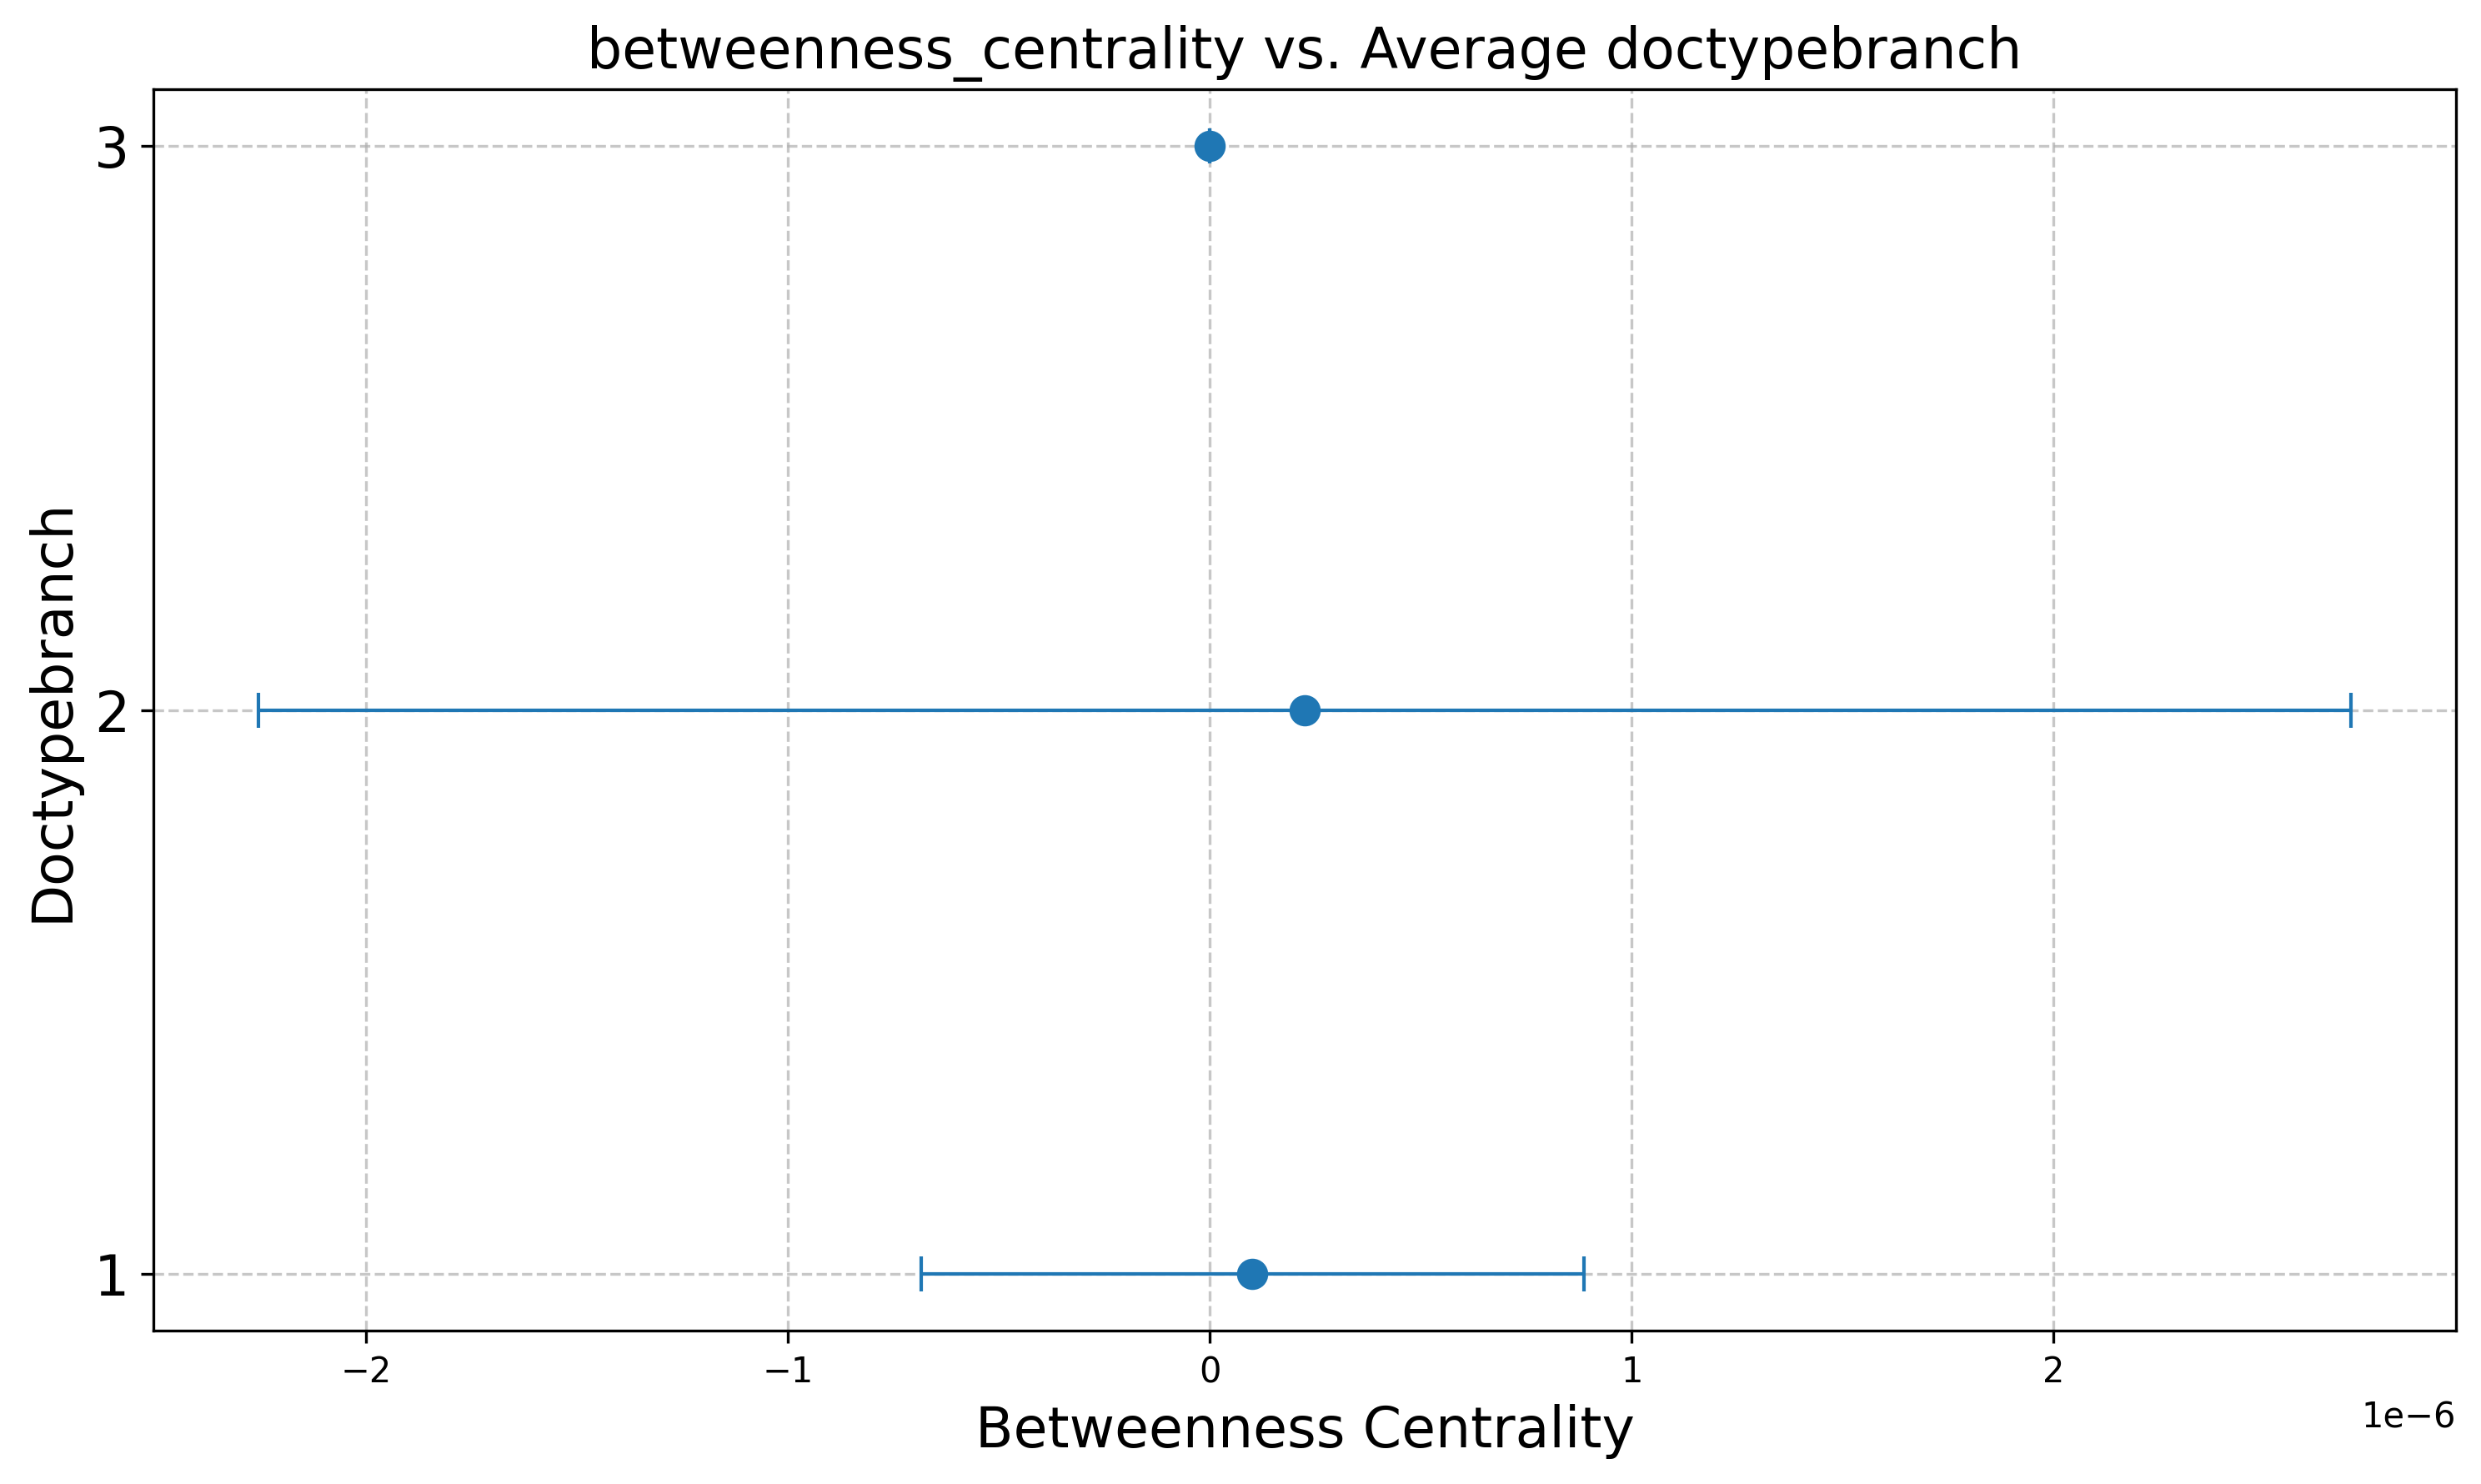 betweenness_centrality vs. Average doctypebranch
3
2
1
Doctypebranch
−2 −1 0 1 2
1e−6
Betweenness Centrality